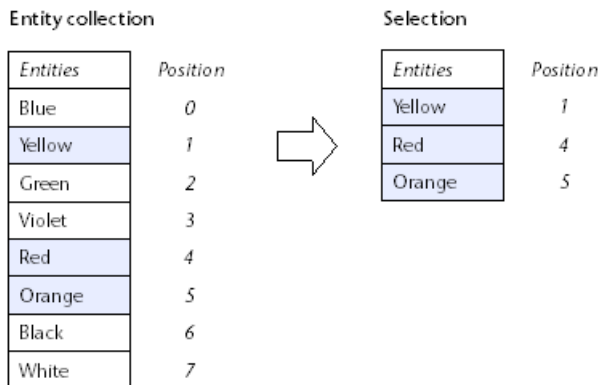 Entity collection
Entities Position
Blue 0
Yellow 1
Green 2
Violet 3
Red 4
Orange 5
Black 6
White 7
Selection
Entities Position
Yellow 1
Red 4
Orange 5